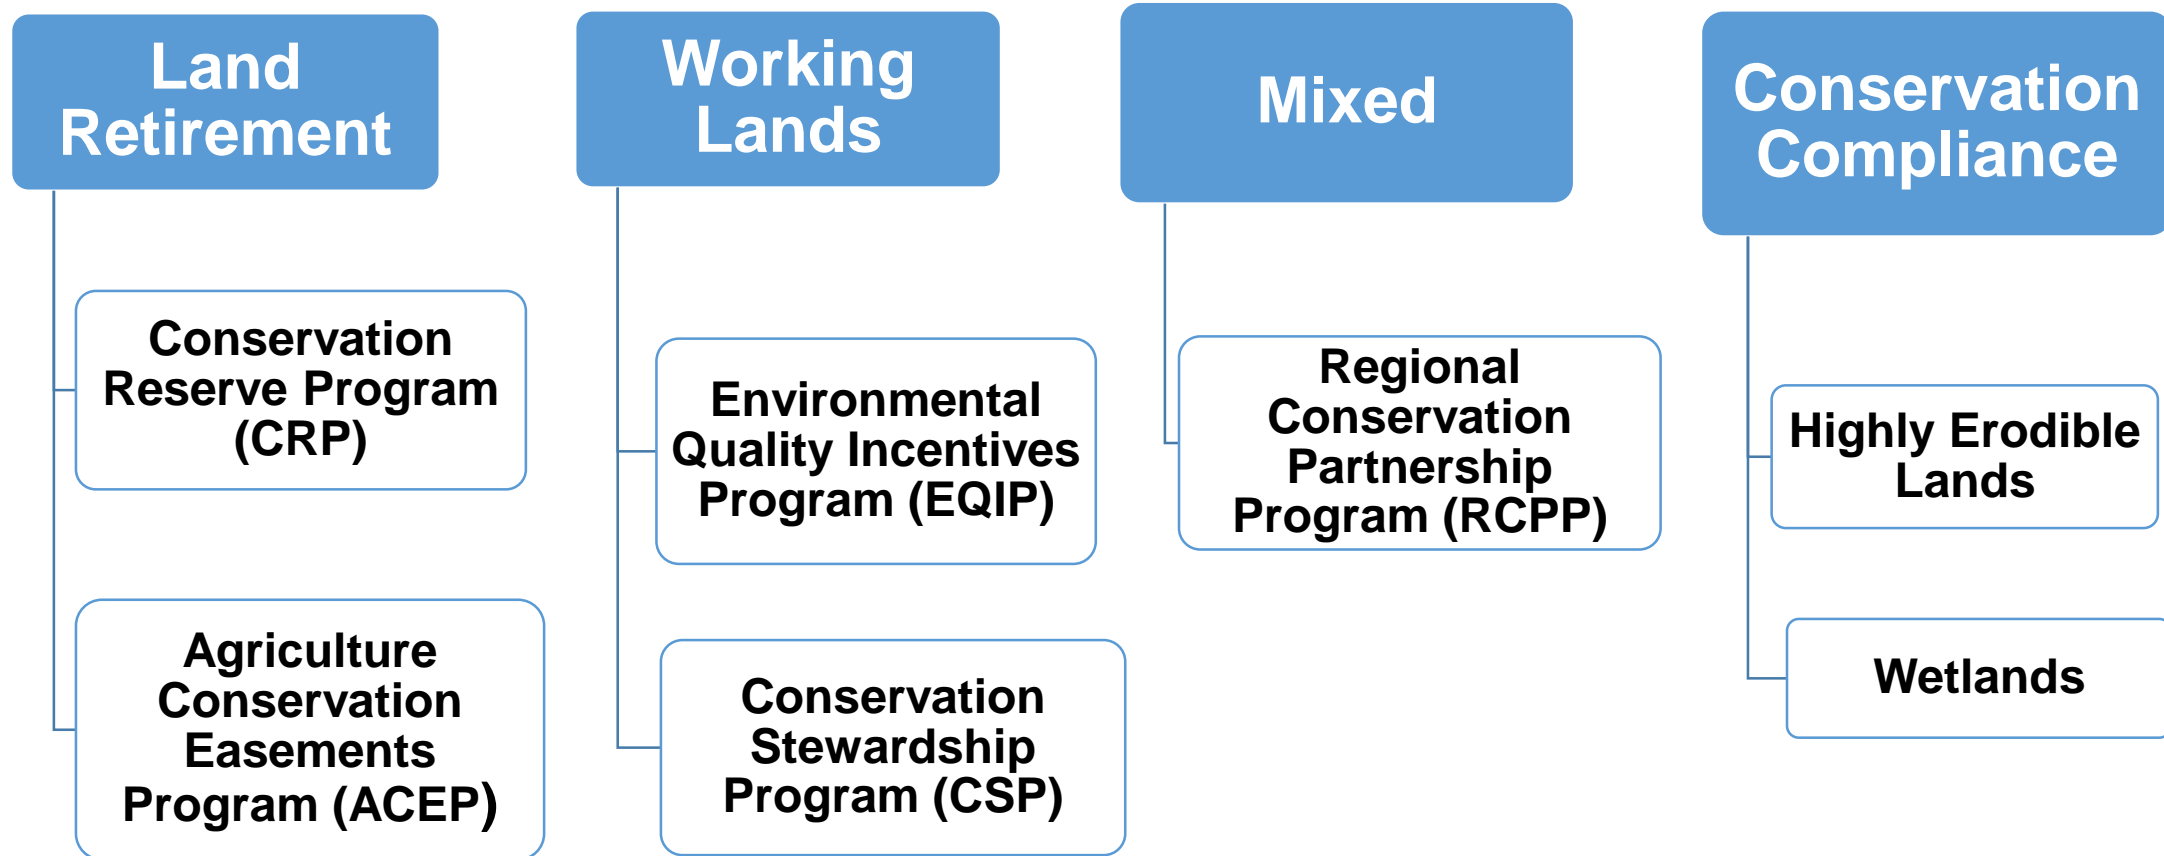 Land
Retirement
Conservation
Reserve Program
(CRP)
Agriculture
Conservation
Easements
Program (ACEP)
Working
Lands
Environmental
Quality Incentives
Program (EQIP)
Conservation
Stewardship
Program (CSP)
Mixed
Regional
Conservation
Partnership
Program (RCPP)
Conservation
Compliance
Highly Erodible
Lands
Wetlands